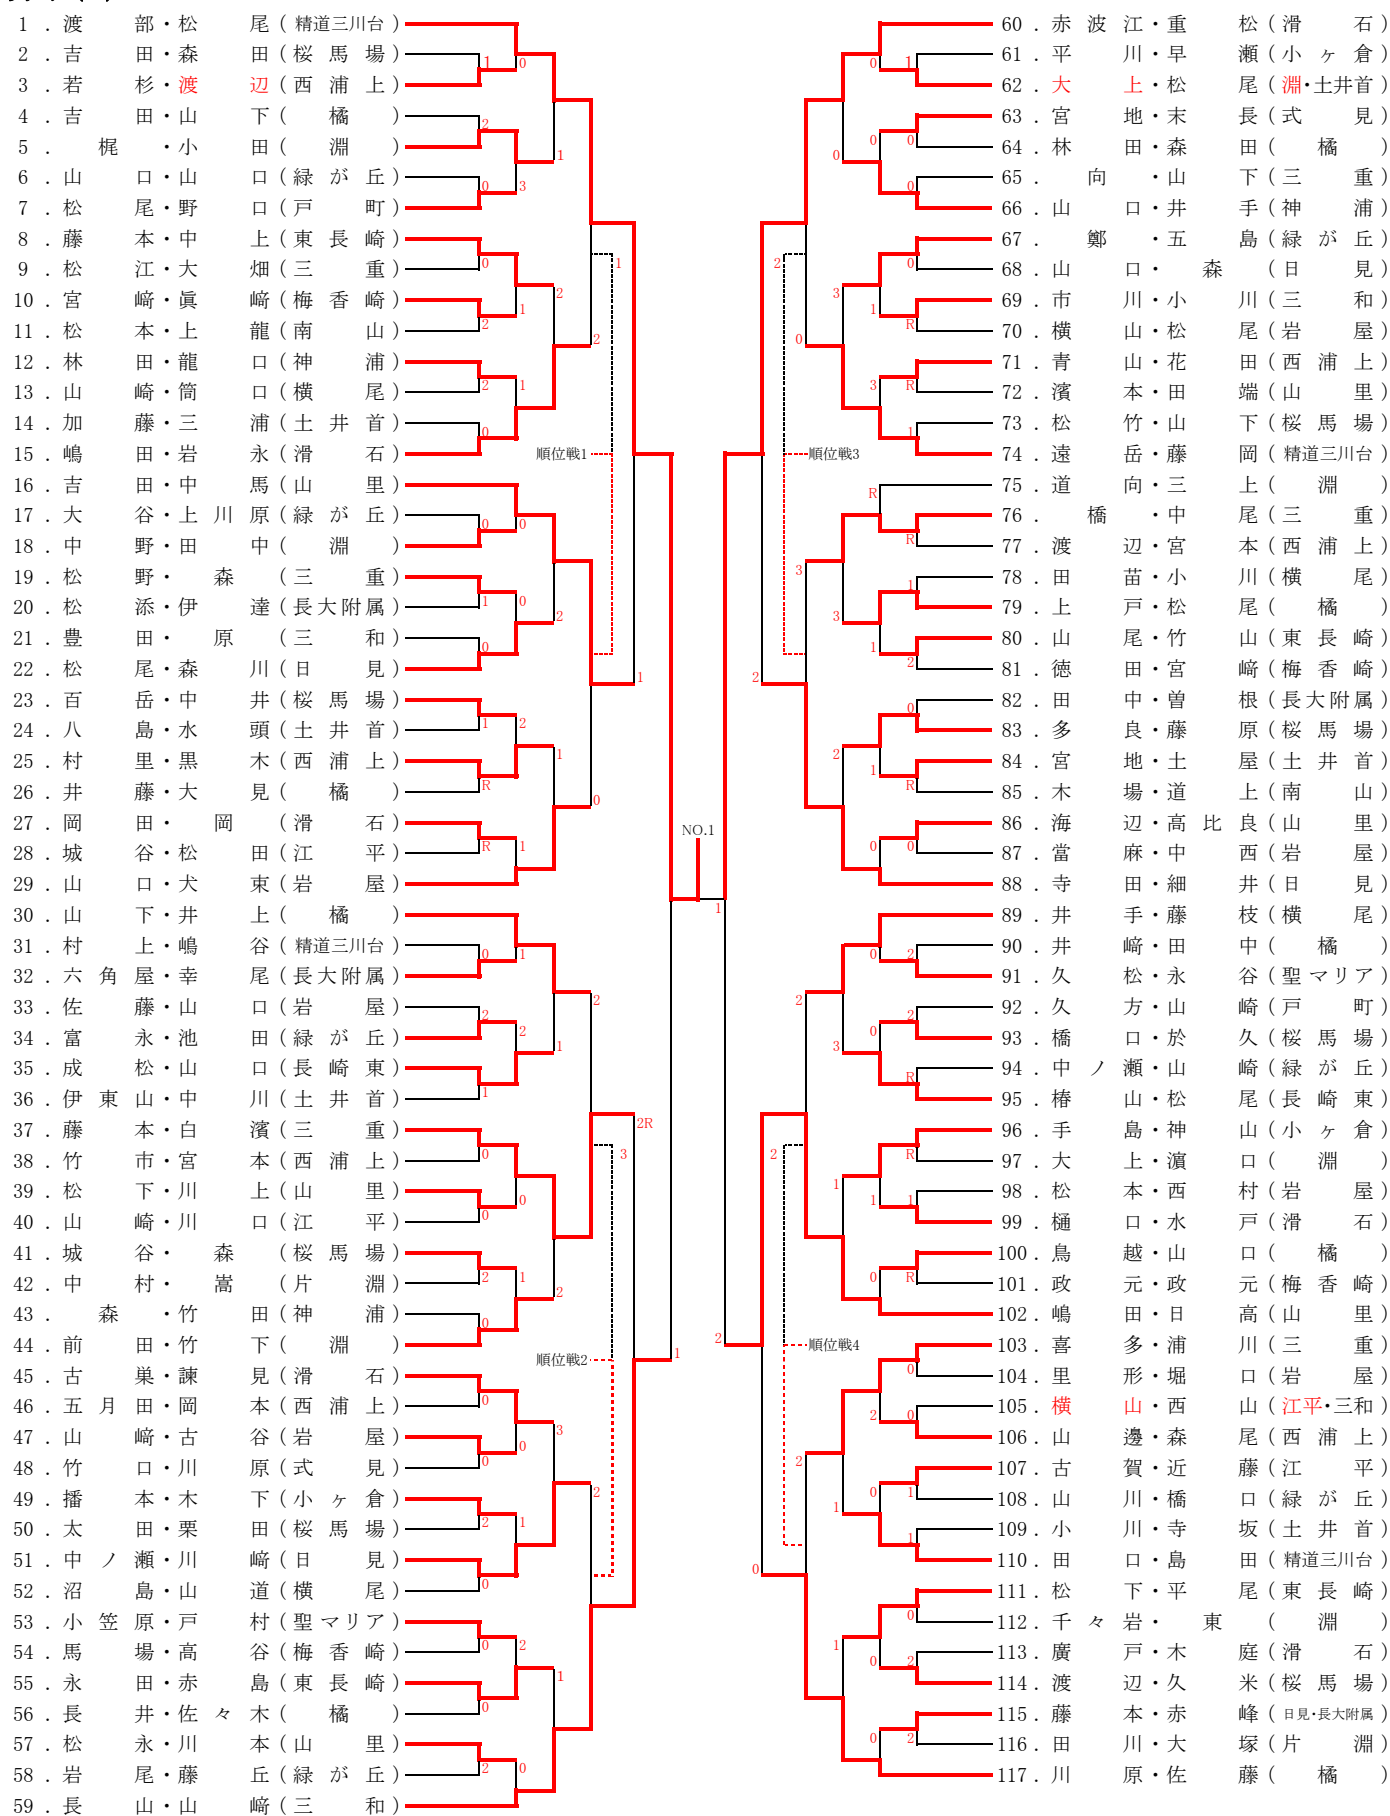 1 . 渡 部・松 尾 ( 精道三川台 )
2 . 吉 田・森 田 ( 桜 馬 場 )
3 . 若 杉・渡 辺 ( 西 浦 上 )
4 . 吉 田・山 下 ( 橘 )
5 . 梶 ・小 田 ( 淵 )
6 . 山 口・山 口 ( 緑 が 丘 )
7 . 松 尾・野 口 ( 戸 町 )
8 . 藤 本・中 上 ( 東 長 崎 )
9 . 松 江・大 畑 ( 三 重 )
10 . 宮 﨑・眞 﨑 ( 梅 香 崎 )
11 . 松 本・上 龍 ( 南 山 )
12 . 林 田・龍 口 ( 神 浦 )
13 . 山 崎・筒 口 ( 横 尾 )
14 . 加 藤・三 浦 ( 土 井 首 )
15 . 嶋 田・岩 永 ( 滑 石 )
16 . 吉 田・中 馬 ( 山 里 )
17 . 大 谷・上 川 原 ( 緑 が 丘 )
18 . 中 野・田 中 ( 淵 )
19 . 松 野・ 森 ( 三 重 )
20 . 松 添・伊 達 ( 長大附属 )
21 . 豊 田・ 原 ( 三 和 )
22 . 松 尾・森 川 ( 日 見 )
23 . 百 岳・中 井 ( 桜 馬 場 )
24 . 八 島・水 頭 ( 土 井 首 )
25 . 村 里・黒 木 ( 西 浦 上 )
26 . 井 藤・大 見 ( 橘 )
27 . 岡 田・ 岡 ( 滑 石 )
28 . 城 谷・松 田 ( 江 平 )
29 . 山 口・犬 束 ( 岩 屋 )
30 . 山 下・井 上 ( 橘 )
31 . 村 上・嶋 谷 ( 精道三川台 )
32 . 六 角 屋・幸 尾 ( 長大附属 )
33 . 佐 藤・山 口 ( 岩 屋 )
34 . 富 永・池 田 ( 緑 が 丘 )
35 . 成 松・山 口 ( 長 崎 東 )
36 . 伊 東 山・中 川 ( 土 井 首 )
37 . 藤 本・白 濱 ( 三 重 )
38 . 竹 市・宮 本 ( 西 浦 上 )
39 . 松 下・川 上 ( 山 里 )
40 . 山 崎・川 口 ( 江 平 )
41 . 城 谷・ 森 ( 桜 馬 場 )
42 . 中 村・ 嵩 ( 片 淵 )
43 . 森 ・竹 田 ( 神 浦 )
44 . 前 田・竹 下 ( 淵 )
45 . 古 巣・諫 見 ( 滑 石 )
46 . 五 月 田・岡 本 ( 西 浦 上 )
47 . 山 﨑・古 谷 ( 岩 屋 )
48 . 竹 口・川 原 ( 式 見 )
49 . 播 本・木 下 ( 小 ヶ 倉 )
50 . 太 田・栗 田 ( 桜 馬 場 )
51 . 中 ノ 瀬・川 﨑 ( 日 見 )
52 . 沼 島・山 道 ( 横 尾 )
53 . 小 笠 原・戸 村 ( 聖マリア )
54 . 馬 場・高 谷 ( 梅 香 崎 )
55 . 永 田・赤 島 ( 東 長 崎 )
56 . 長 井・佐 々 木 ( 橘 )
57 . 松 永・川 本 ( 山 里 )
58 . 岩 尾・藤 丘 ( 緑 が 丘 )
59 . 長 山・山 﨑 ( 三 和 )
順位戦1
順位戦2
NO.1
順位戦3
順位戦4
60 . 赤 波 江・重 松 ( 滑 石 )
61 . 平 川・早 瀬 ( 小 ヶ 倉 )
62 . 大 上・松 尾 ( 淵・土井首 )
63 . 宮 地・末 長 ( 式 見 )
64 . 林 田・森 田 ( 橘 )
65 . 向 ・山 下 ( 三 重 )
66 . 山 口・井 手 ( 神 浦 )
67 . 鄭 ・五 島 ( 緑 が 丘 )
68 . 山 口・ 森 ( 日 見 )
69 . 市 川・小 川 ( 三 和 )
70 . 横 山・松 尾 ( 岩 屋 )
71 . 青 山・花 田 ( 西 浦 上 )
72 . 濱 本・田 端 ( 山 里 )
73 . 松 竹・山 下 ( 桜 馬 場 )
74 . 遠 岳・藤 岡 ( 精道三川台 )
75 . 道 向・三 上 ( 淵 )
76 . 橋 ・中 尾 ( 三 重 )
77 . 渡 辺・宮 本 ( 西 浦 上 )
78 . 田 苗・小 川 ( 横 尾 )
79 . 上 戸・松 尾 ( 橘 )
80 . 山 尾・竹 山 ( 東 長 崎 )
81 . 徳 田・宮 﨑 ( 梅 香 崎 )
82 . 田 中・曽 根 ( 長大附属 )
83 . 多 良・藤 原 ( 桜 馬 場 )
84 . 宮 地・土 屋 ( 土 井 首 )
85 . 木 場・道 上 ( 南 山 )
86 . 海 辺・高 比 良 ( 山 里 )
87 . 當 麻・中 西 ( 岩 屋 )
88 . 寺 田・細 井 ( 日 見 )
89 . 井 手・藤 枝 ( 横 尾 )
90 . 井 﨑・田 中 ( 橘 )
91 . 久 松・永 谷 ( 聖マリア )
92 . 久 方・山 崎 ( 戸 町 )
93 . 橋 口・於 久 ( 桜 馬 場 )
94 . 中 ノ 瀬・山 崎 ( 緑 が 丘 )
95 . 椿 山・松 尾 ( 長 崎 東 )
96 . 手 島・神 山 ( 小 ヶ 倉 )
97 . 大 上・濵 口 ( 淵 )
98 . 松 本・西 村 ( 岩 屋 )
99 . 樋 口・水 戸 ( 滑 石 )
100 . 鳥 越・山 口 ( 橘 )
101 . 政 元・政 元 ( 梅 香 崎 )
102 . 嶋 田・日 高 ( 山 里 )
103 . 喜 多・浦 川 ( 三 重 )
104 . 里 形・堀 口 ( 岩 屋 )
105 . 横 山・西 山 ( 江平・三和 )
106 . 山 邊・森 尾 ( 西 浦 上 )
107 . 古 賀・近 藤 ( 江 平 )
108 . 山 川・橋 口 ( 緑 が 丘 )
109 . 小 川・寺 坂 ( 土 井 首 )
110 . 田 口・島 田 ( 精道三川台 )
111 . 松 下・平 尾 ( 東 長 崎 )
112 . 千 々 岩・ 東 ( 淵 )
113 . 廣 戸・木 庭 ( 滑 石 )
114 . 渡 辺・久 米 ( 桜 馬 場 )
115 . 藤 本・赤 峰 ( 日見・長大附属 )
116 . 田 川・大 塚 ( 片 淵 )
117 . 川 原・佐 藤 ( 橘 )